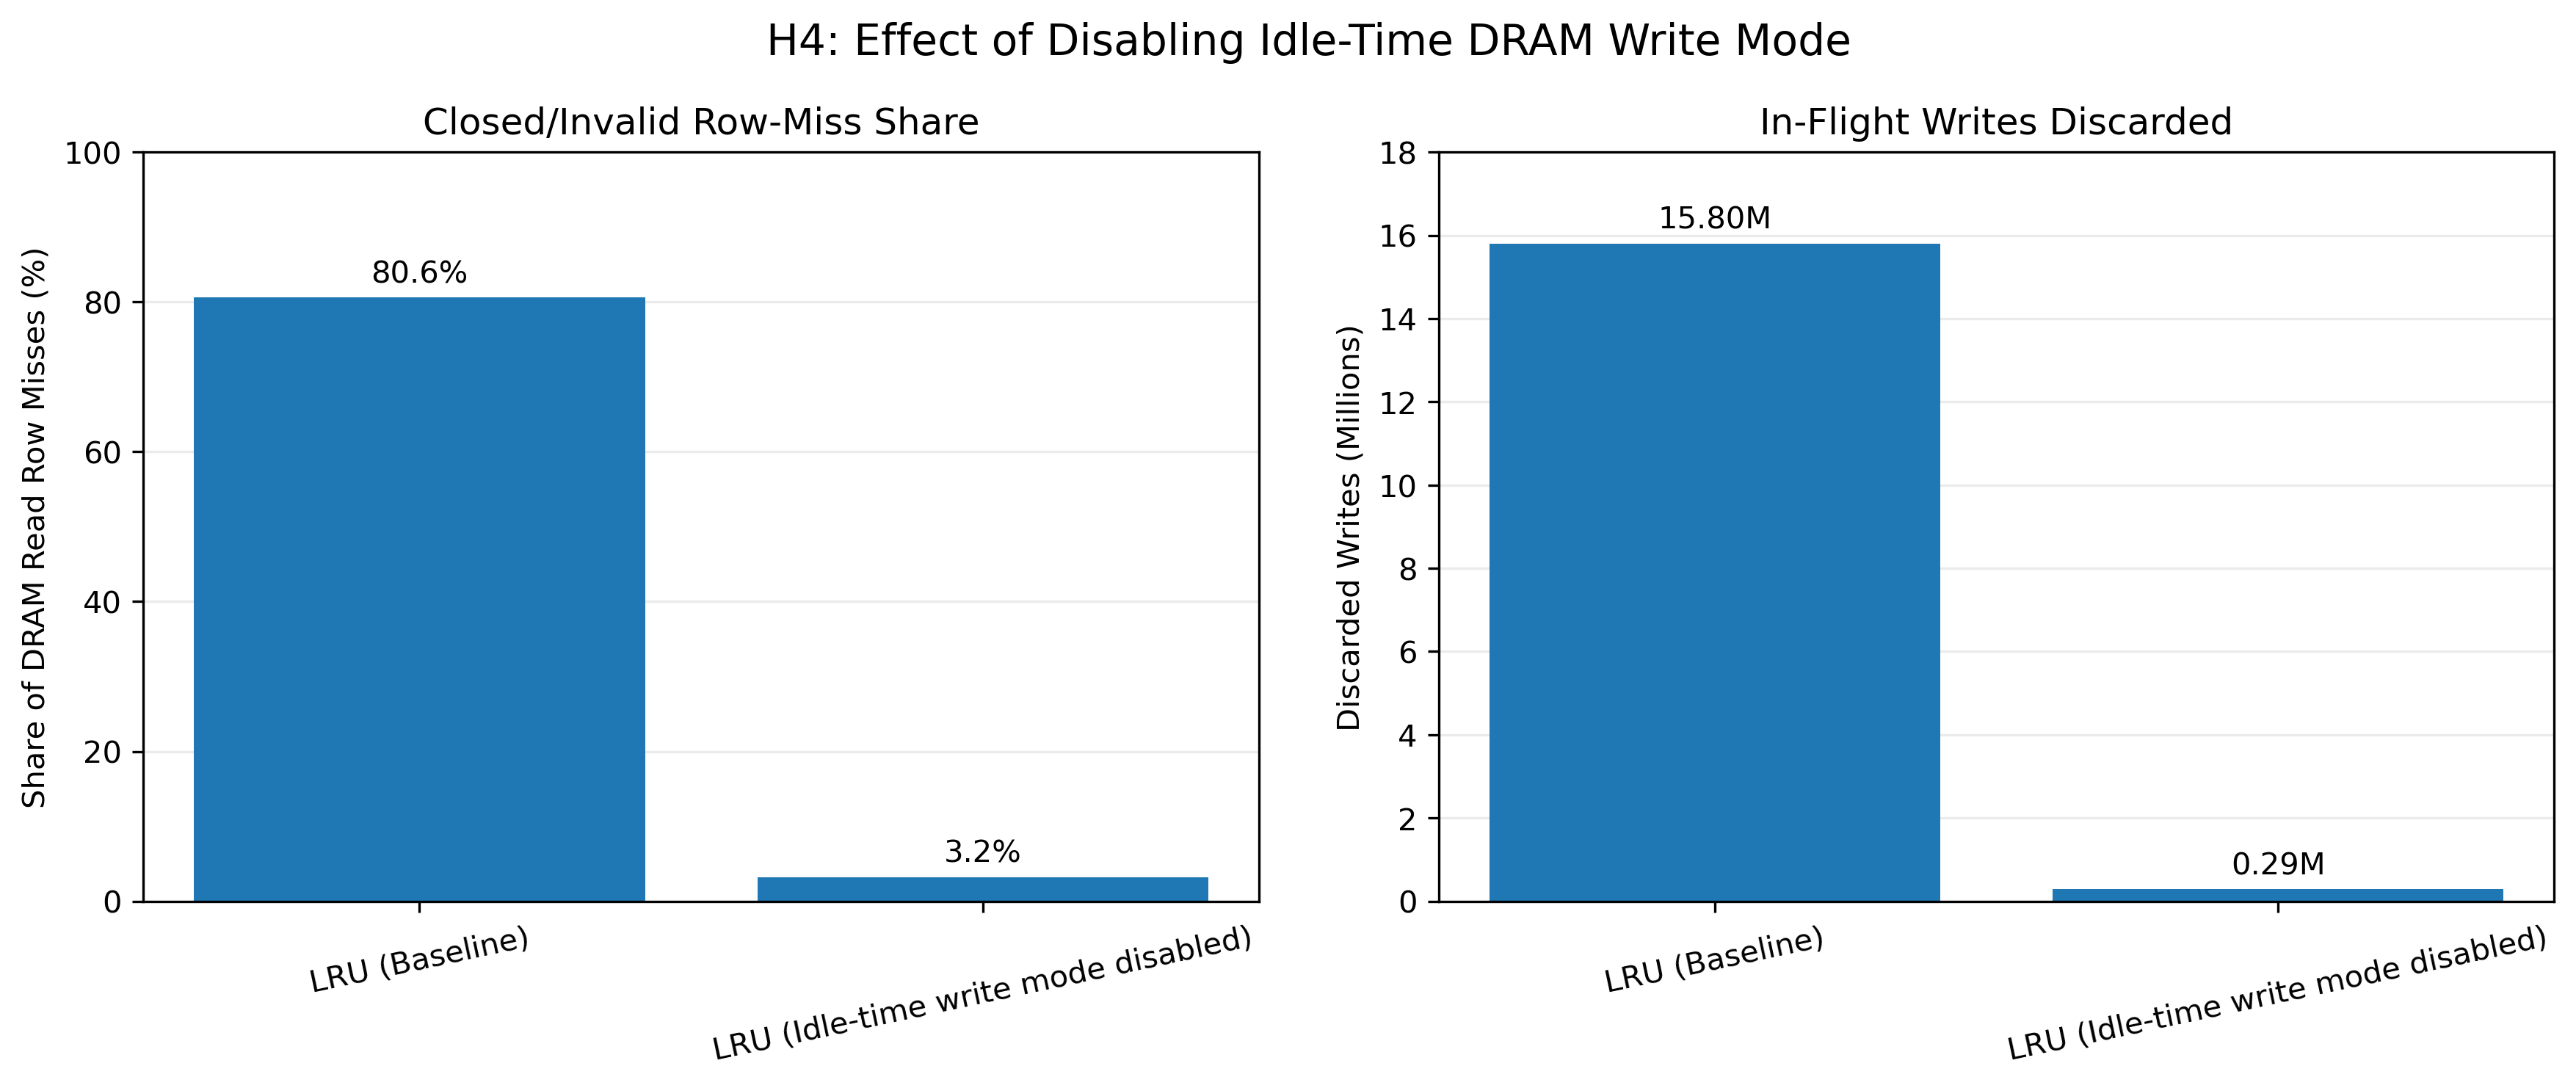 H4: Effect of Disabling Idle-Time DRAM Write Mode
Closed/Invalid Row-Miss Share
Share of DRAM Read Row Misses (%)
100
80
60
40
20
0
80.6%
3.2%
LRU (Baseline)
LRU (Idle-time write mode disabled)
In-Flight Writes Discarded
Discarded Writes (Millions)
18
16
14
12
10
8
6
4
2
0
15.80M
0.29M
LRU (Baseline)
LRU (Idle-time write mode disabled)